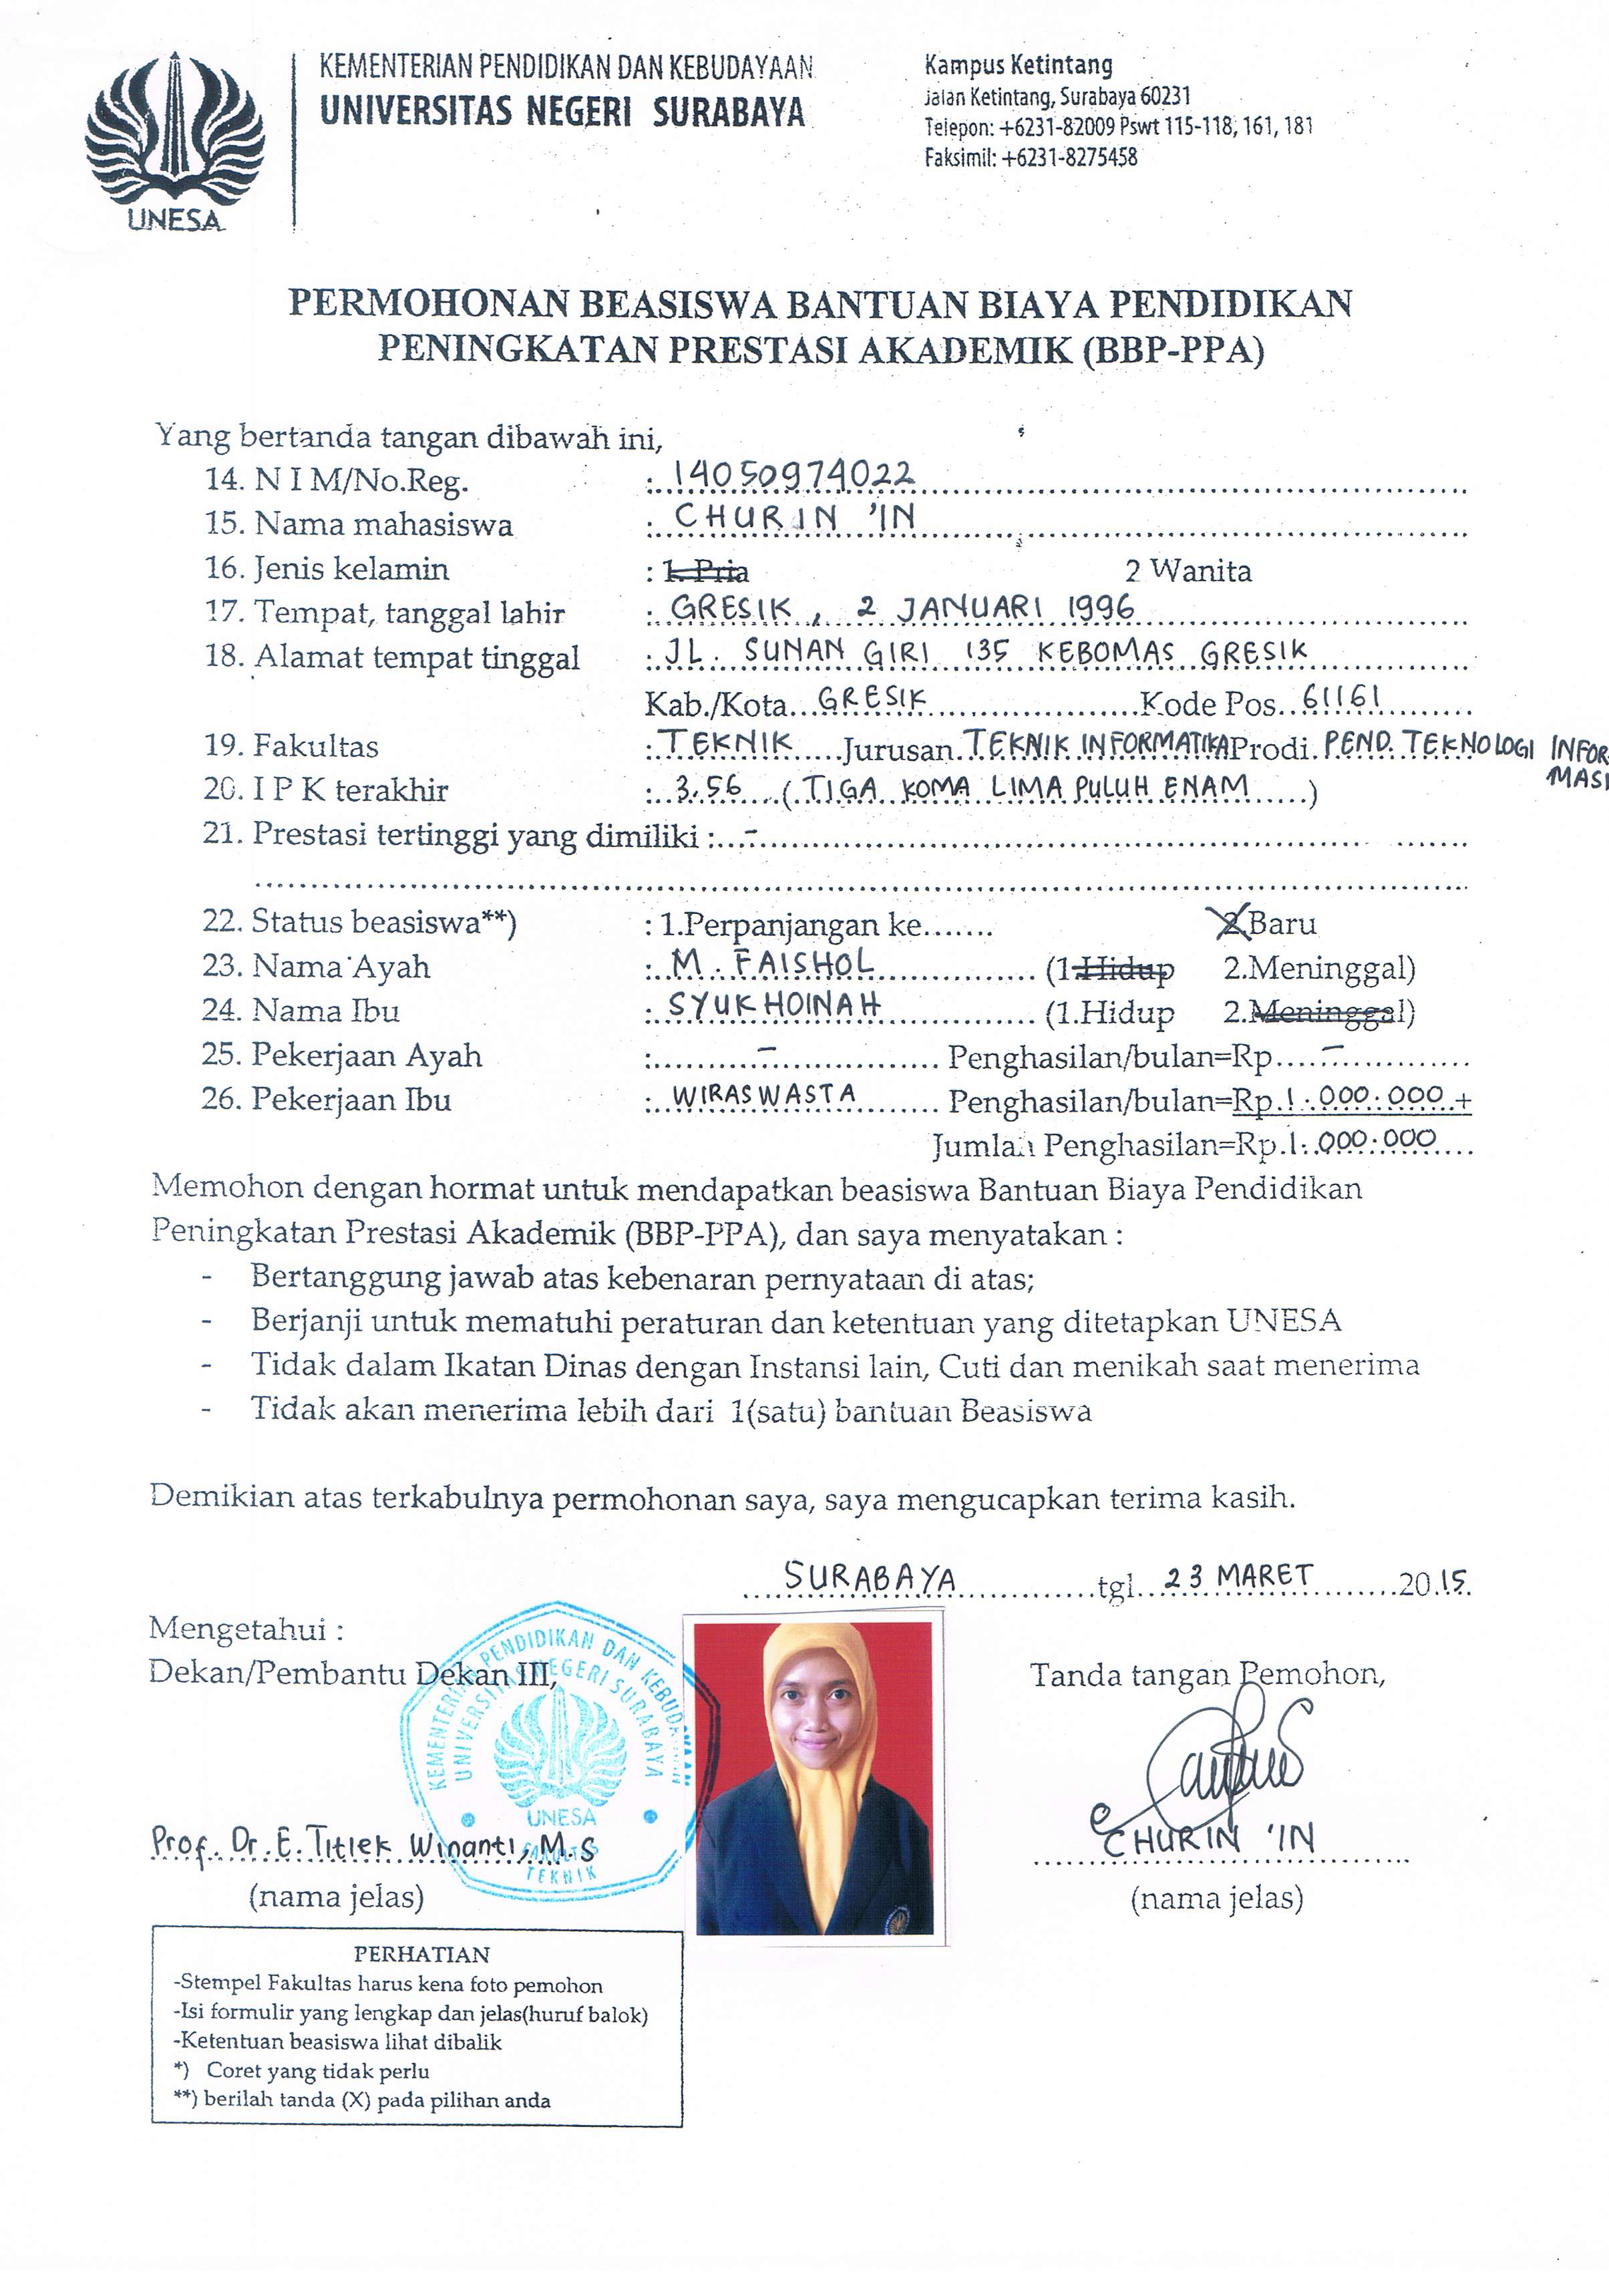 KEMENTERIAN PENDIDIKAN DAN KEBUDAYAAN
UNIVERSITAS NEGERI SURABAYA
UNESA
Kampus Ketintang
Jalan Ketintang, Surabaya 60231
Telepon: +6231-82009 Pswt 115-118, 161, 181
Faksimil: +6231-8275458
PERMOHONAN BEASISWA BANTUAN BIAYA PENDIDIKAN
PENINGKATAN PRESTASI AKADEMIK (BBP-PPA)
Yang bertanda tangan dibawah ini,
14. N I M/No.Reg. : 14050974022
15. Nama mahasiswa : CHURIN 'IN
16. Jenis kelamin : 1. Pria 2 Wanita
17. Tempat, tanggal lahir : GRESIK, 2 JANUARI 1996
18. Alamat tempat tinggal : JL. SUNAN GIRI 135 KEBOMAS GRESIK
Kab./Kota...GRESIK...Kode Pos..61161
19. Fakultas : TEKNIK....Jurusan.TEKNIK INFORMATIKA Prodi. PEND. TEKNOLOGI INFOR
MASI
20. I P K terakhir : 3.56 (TIGA KOMA LIMA PULUH ENAM)
21. Prestasi tertinggi yang dimiliki : -
22. Status beasiswa**) : 1.Perpanjangan ke....... 2.Baru
23. Nama Ayah : M. FAISHOL (1.Hidup 2.Meninggal)
24. Nama Ibu : SYUKHOINAH (1.Hidup 2.Meninggal)
25. Pekerjaan Ayah : - Penghasilan/bulan=Rp....-
26. Pekerjaan Ibu : WIRASWASTA Penghasilan/bulan=Rp.1.000.000.+
Jumlah Penghasilan=Rp.1.000.000
Memohon dengan hormat untuk mendapatkan beasiswa Bantuan Biaya Pendidikan
Peningkatan Prestasi Akademik (BBP-PPA), dan saya menyatakan :
- Bertanggung jawab atas kebenaran pernyataan di atas;
- Berjanji untuk mematuhi peraturan dan ketentuan yang ditetapkan UNESA
- Tidak dalam Ikatan Dinas dengan Instansi lain, Cuti dan menikah saat menerima
- Tidak akan menerima lebih dari 1(satu) bantuan Beasiswa
Demikian atas terkabulnya permohonan saya, saya mengucapkan terima kasih.
SURABAYA tgl. 23 MARET 2015
Mengetahui :
Dekan/Pembantu Dekan III,
Tanda tangan Pemohon,
KEMENTERIAN PENDIDIKAN DAN KEBUDAYAAN
UNIVERSITAS NEGERI SURABAYA
UNESA
FAKULTAS
TEKNIK
Prof. Dr. E. Titiek Winanti, M.S
(nama jelas)
CHURIN 'IN
(nama jelas)
PERHATIAN
-Stempel Fakultas harus kena foto pemohon
-Isi formulir yang lengkap dan jelas(huruf balok)
-Ketentuan beasiswa lihat dibalik
*) Coret yang tidak perlu
**) berilah tanda (X) pada pilihan anda